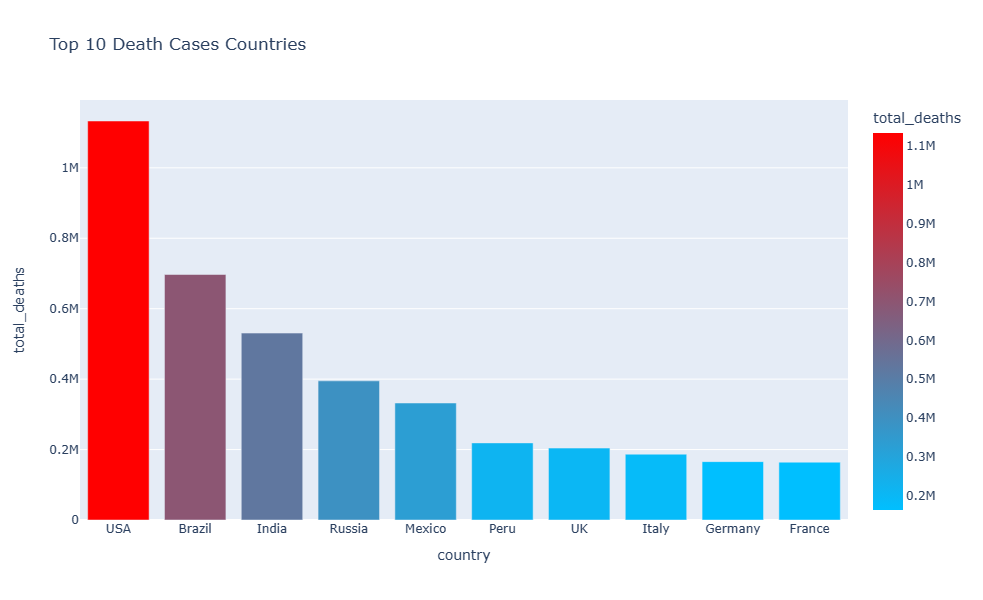 Top 10 Death Cases Countries
total_deaths
1.1M
1M
0.9M
0.8M
0.7M
0.6M
0.5M
0.4M
0.3M
0.2M
total_deaths
1M
0.8M
0.6M
0.4M
0.2M
0
USA Brazil India Russia Mexico Peru UK Italy Germany France
country